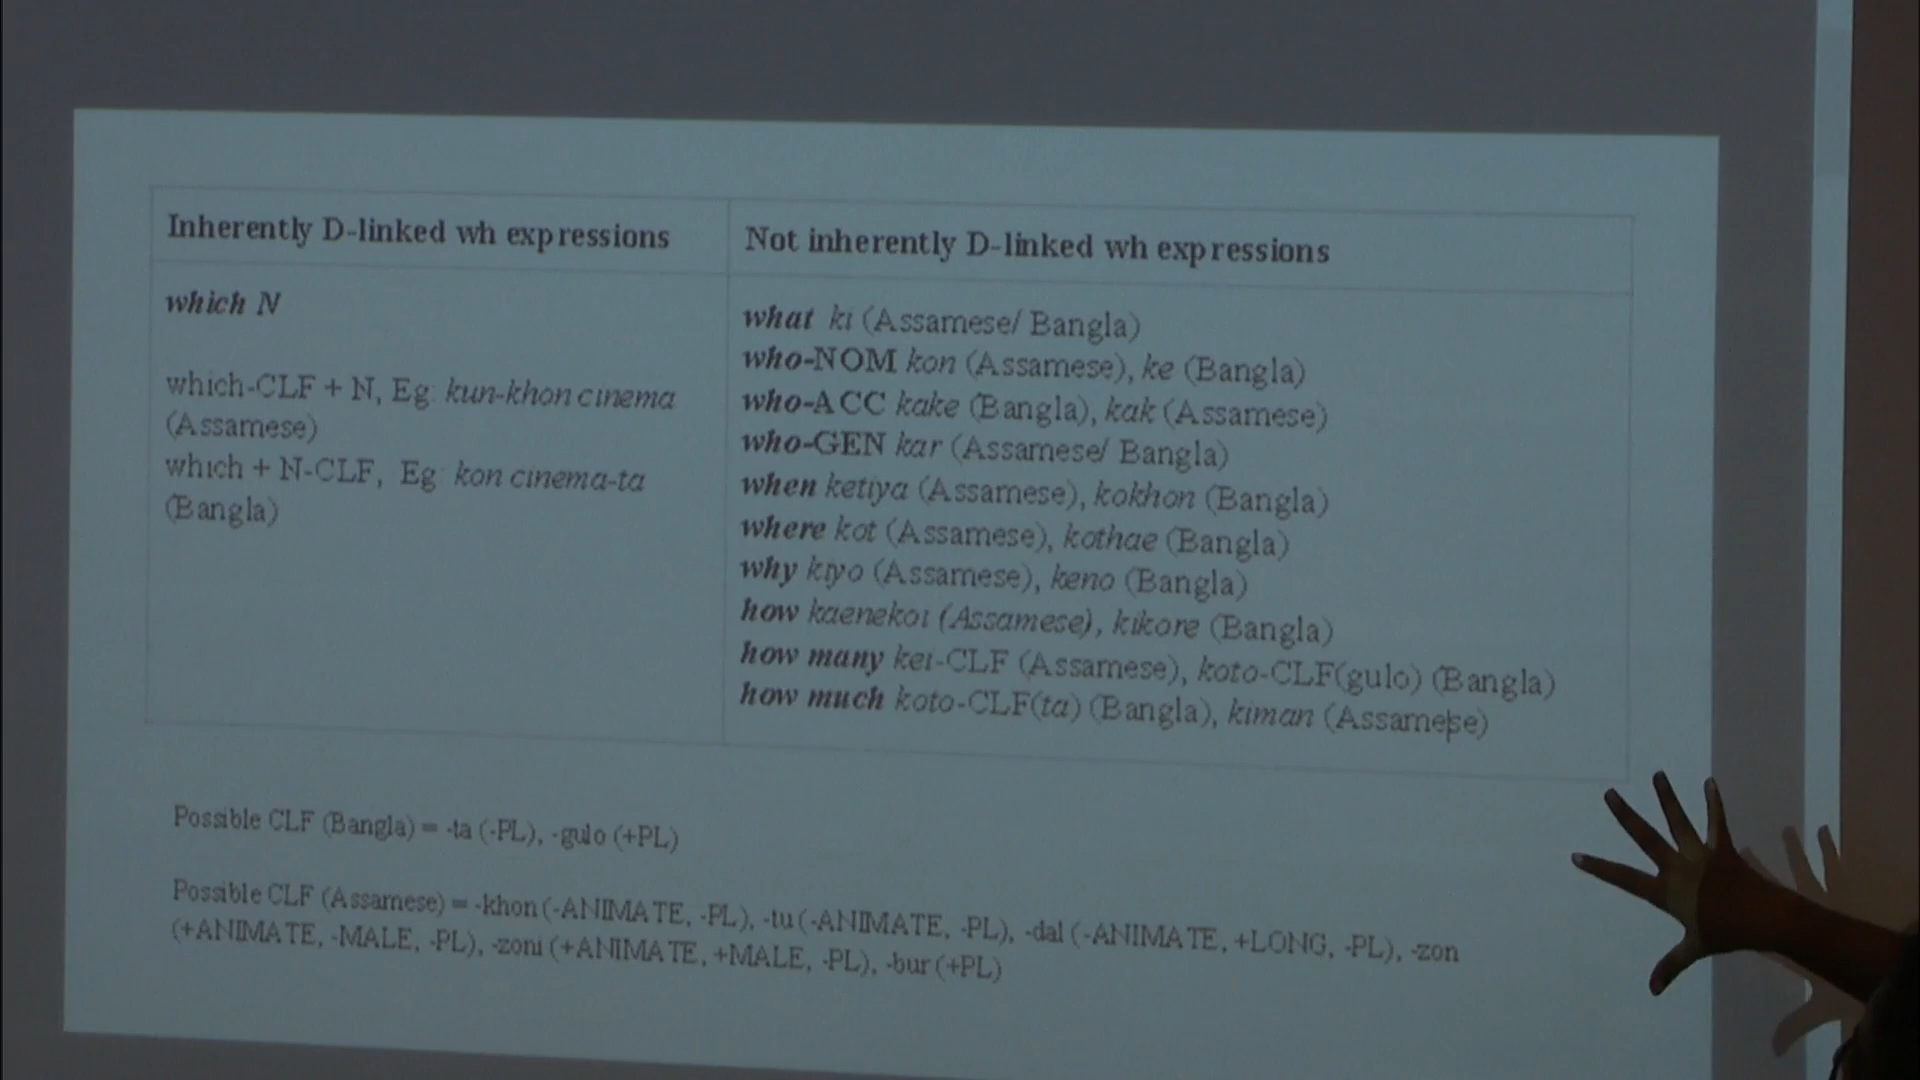 Inherently D-linked wh expressions
Not inherently D-linked wh expressions
which N
which-CLF + N, Eg: kun-khon cinema
(Assamese)
which + N-CLF, Eg: kon cinema-ta
(Bangla)
what ki (Assamese/ Bangla)
who-NOM kon (Assamese), ke (Bangla)
who-ACC kake (Bangla), kak (Assamese)
who-GEN kar (Assamese/ Bangla)
when ketiya (Assamese), kokhon (Bangla)
where kot (Assamese), kothae (Bangla)
why kiyo (Assamese), keno (Bangla)
how kaenekoi (Assamese), kikore (Bangla)
how many kei-CLF (Assamese), koto-CLF(gulo) (Bangla)
how much koto-CLF(ta) (Bangla), kiman (Assamese)
Possible CLF (Bangla) = -ta (-PL), -gulo (+PL)
Possible CLF (Assamese) = -khon (-ANIMATE, -PL), -tu (-ANIMATE, -PL), -dal (-ANIMATE, +LONG, -PL), -zon
(+ANIMATE, -MALE, -PL), -zoni (+ANIMATE, +MALE, -PL), -bur (+PL)